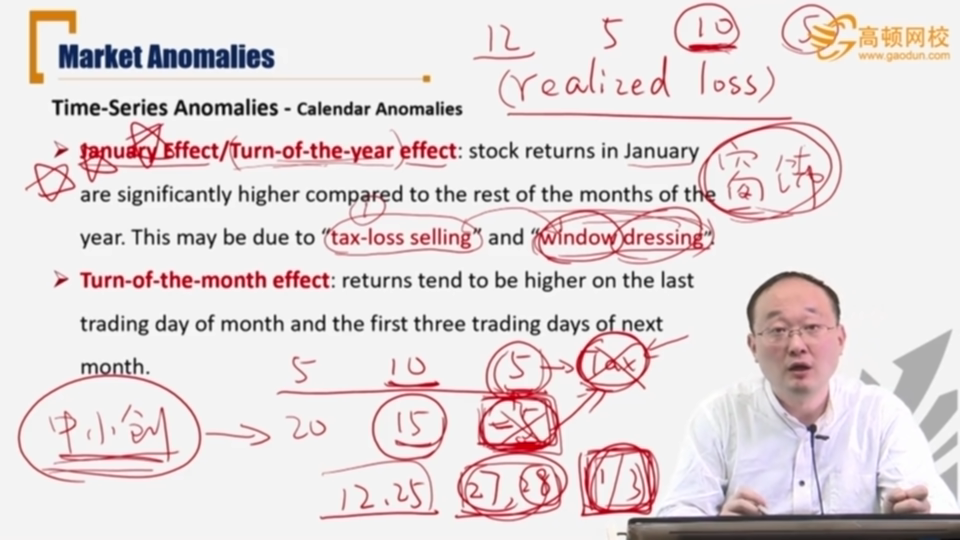 12 5 10 5
高顿网校
www.gaodun.com
Market Anomalies
(realized loss)
Time-Series Anomalies - Calendar Anomalies
January Effect/Turn-of-the-year effect: stock returns in January
are significantly higher compared to the rest of the months of the
year. This may be due to “tax-loss selling” and “window dressing”.
①
Turn-of-the-month effect: returns tend to be higher on the last
trading day of month and the first three trading days of next
month.
5 10 5 Tax
中小创 20 15 -5
12.25 27, 28 1/3